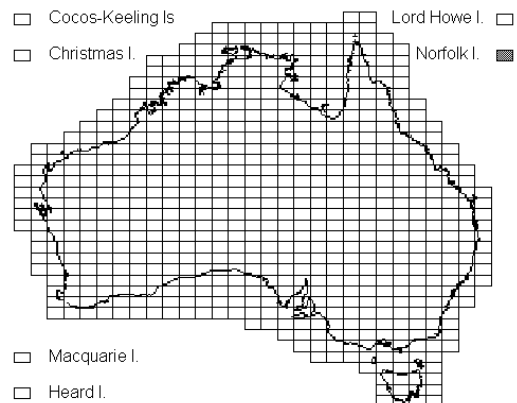 Cocos-Keeling Is
Lord Howe I.
Christmas I.
Norfolk I.
Macquarie I.
Heard I.